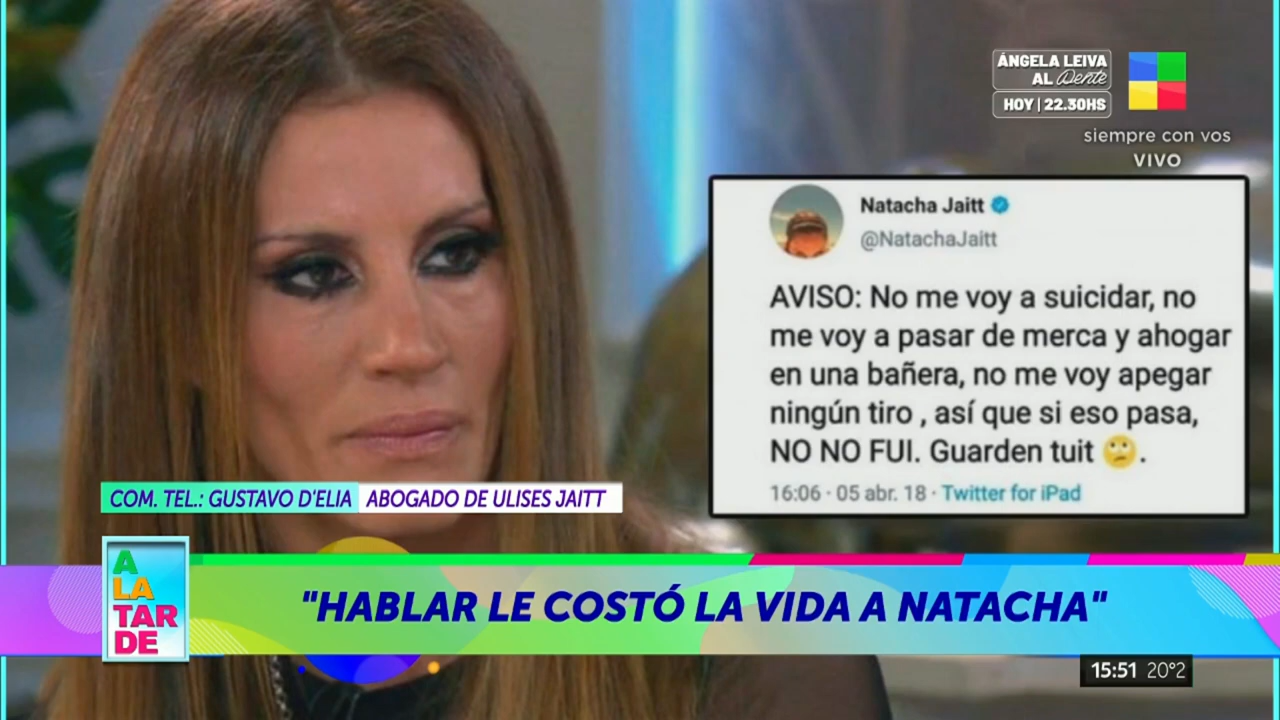 ÁNGELA LEIVA
AL Dente
HOY | 22.30HS
siempre con vos
VIVO
Natacha Jaitt
@NatachaJaitt
AVISO: No me voy a suicidar, no
me voy a pasar de merca y ahogar
en una bañera, no me voy apegar
ningún tiro , así que si eso pasa,
NO NO FUI. Guarden tuit 🙄.
16:06 · 05 abr. 18 · Twitter for iPad
COM. TEL.: GUSTAVO D'ELIA ABOGADO DE ULISES JAITT
A
LA
TAR
DE
"HABLAR LE COSTÓ LA VIDA A NATACHA"
15:51 20°2